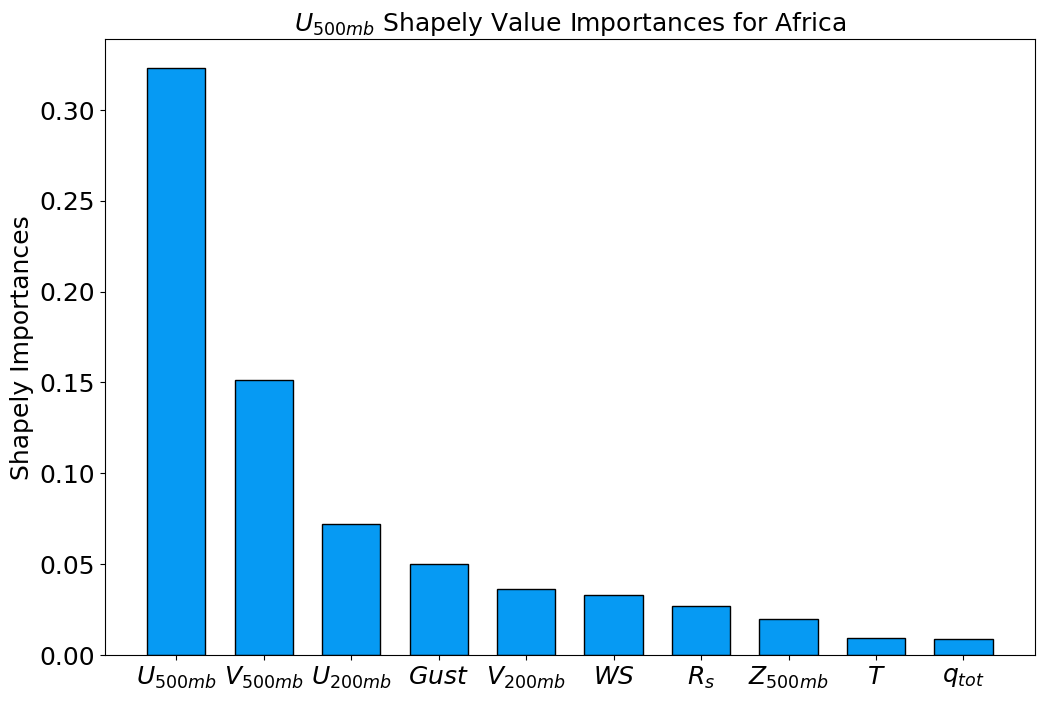 U500mb Shapely Value Importances for Africa
Shapely Importances
0.30
0.25
0.20
0.15
0.10
0.05
0.00
U500mb V500mb U200mb Gust V200mb WS Rs Z500mb T qtot